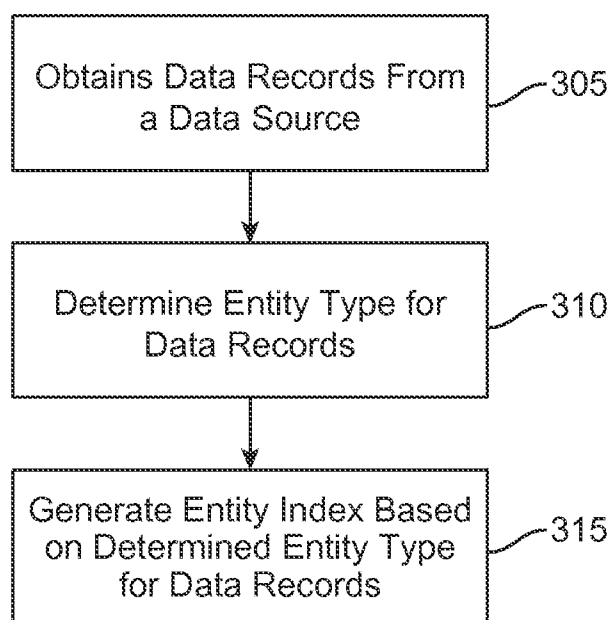 Obtains Data Records From
a Data Source
305
Determine Entity Type for
Data Records
310
Generate Entity Index Based
on Determined Entity Type
for Data Records
315